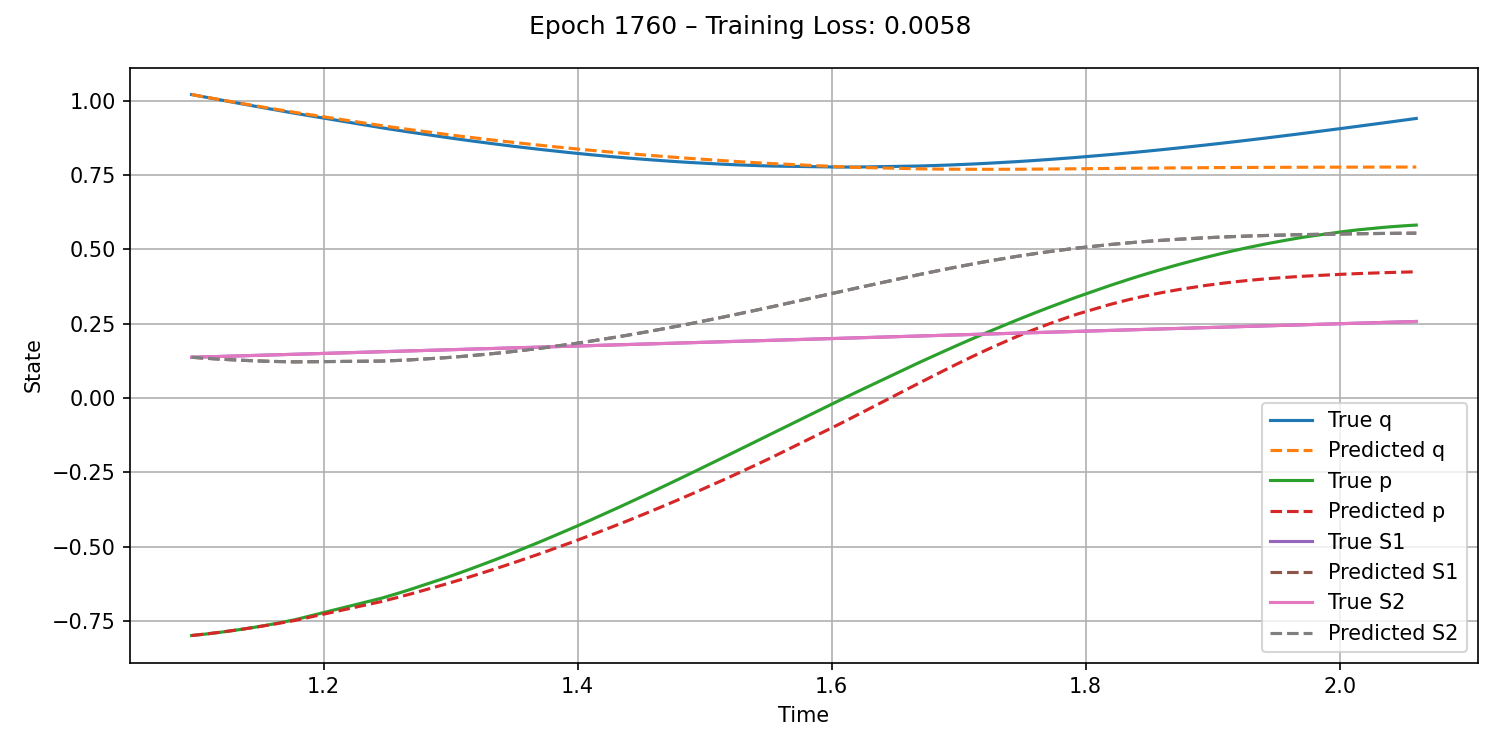 Epoch 1760 – Training Loss: 0.0058
1.00
0.75
0.50
0.25
0.00
−0.25
−0.50
−0.75
State
1.2
1.4
1.6
1.8
2.0
Time
True q
Predicted q
True p
Predicted p
True S1
Predicted S1
True S2
Predicted S2